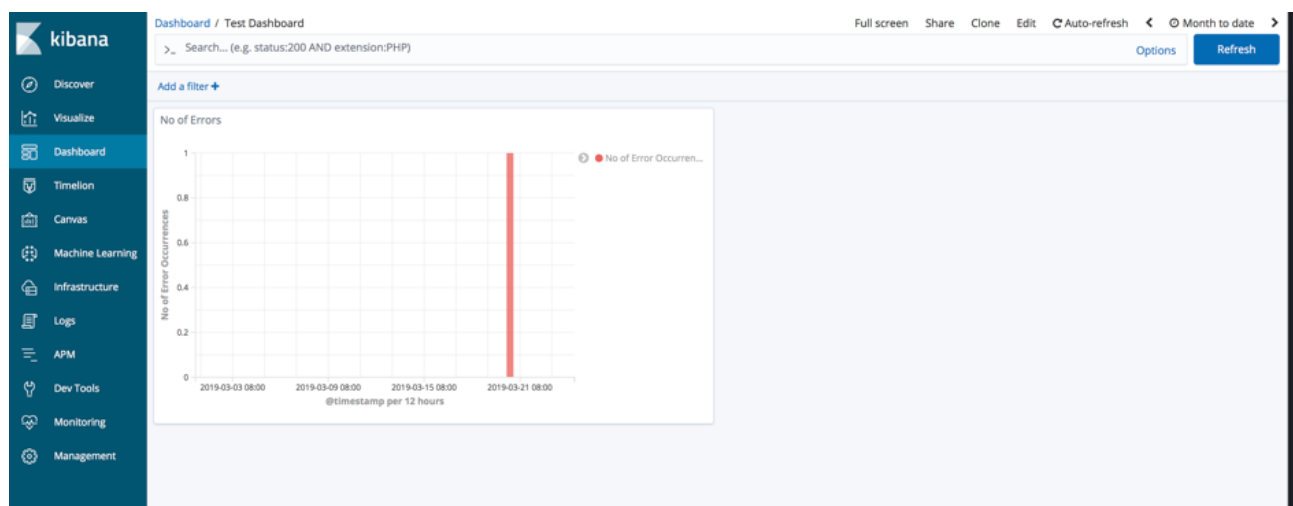 kibana
Discover
Visualize
Dashboard
Timelion
Canvas
Machine Learning
Infrastructure
Logs
APM
Dev Tools
Monitoring
Management
Dashboard / Test Dashboard
Full screen Share Clone Edit Auto-refresh Month to date
>_ Search... (e.g. status:200 AND extension:PHP)
Options Refresh
Add a filter +
No of Errors
No of Error Occurrences
1
0.8
0.6
0.4
0.2
0
2019-03-03 08:00 2019-03-09 08:00 2019-03-15 08:00 2019-03-21 08:00
@timestamp per 12 hours
No of Error Occurren...